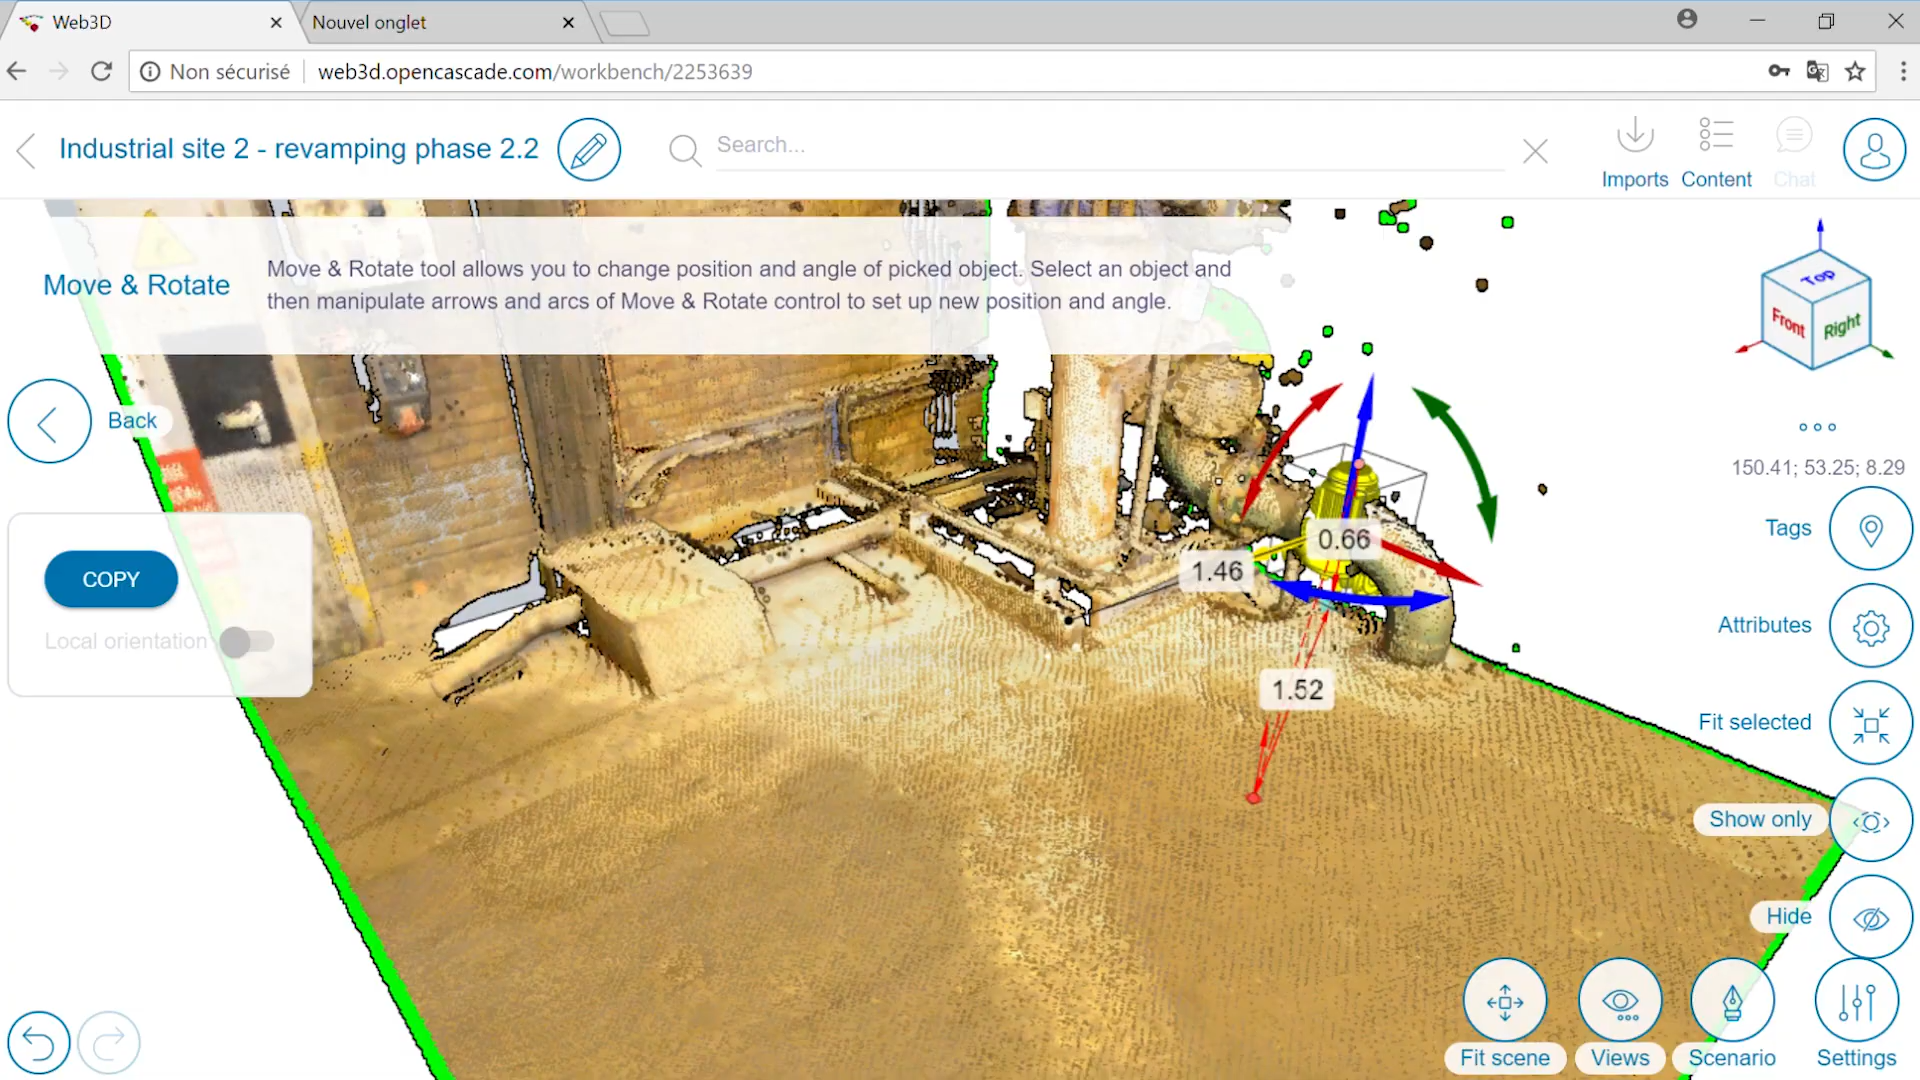 Web3D
Nouvel onglet
Non sécurisé
web3d.opencascade.com/workbench/2253639
Industrial site 2 - revamping phase 2.2
Search...
Imports
Content
Chat
Move & Rotate
Move & Rotate tool allows you to change position and angle of picked object. Select an object and
then manipulate arrows and arcs of Move & Rotate control to set up new position and angle.
Top
Front
Right
Back
150.41; 53.25; 8.29
Tags
0.66
1.46
COPY
Local orientation
Attributes
1.52
Fit selected
Show only
Hide
Fit scene
Views
Scenario
Settings